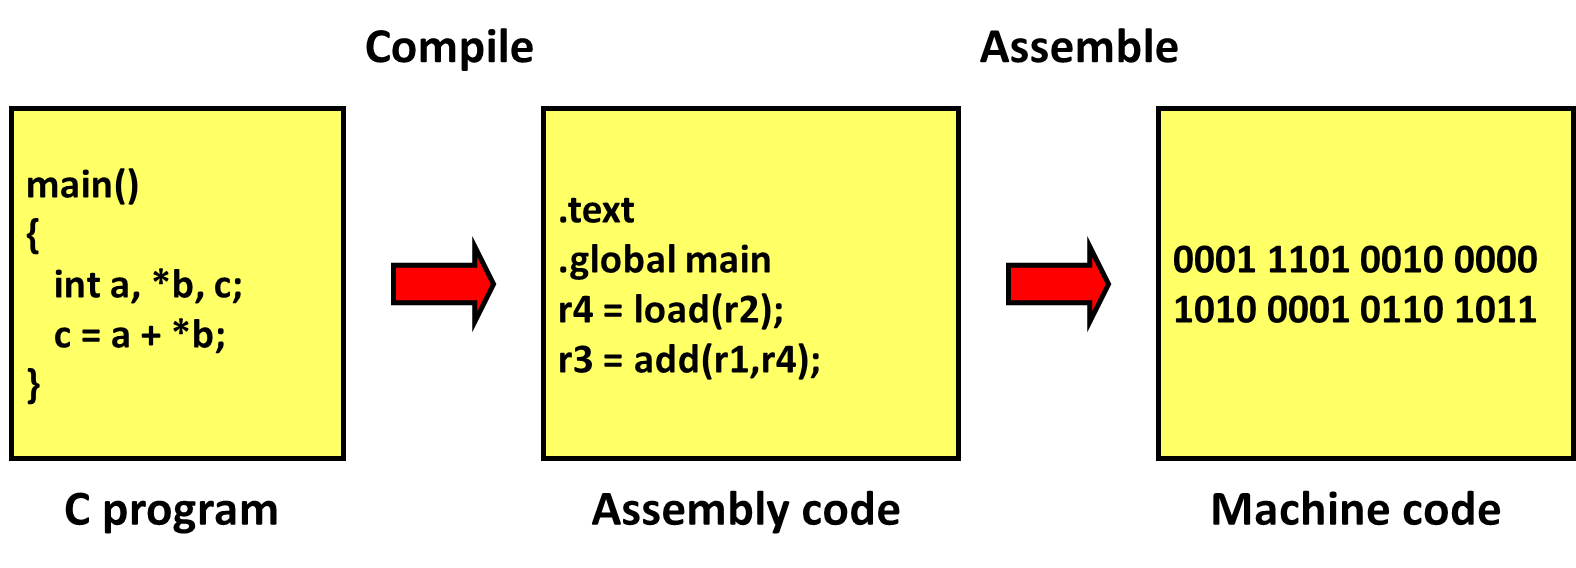 Compile
Assemble
main()
{
int a, *b, c;
c = a + *b;
}
.text
.global main
r4 = load(r2);
r3 = add(r1,r4);
0001 1101 0010 0000
1010 0001 0110 1011
C program
Assembly code
Machine code